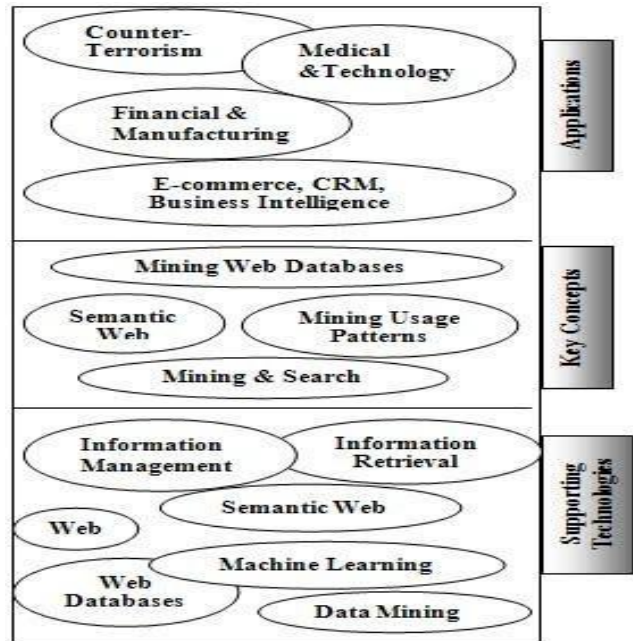 Counter-
Terrorism
Medical
&Technology
Financial &
Manufacturing
E-commerce, CRM,
Business Intelligence
Applications
Mining Web Databases
Semantic
Web
Mining Usage
Patterns
Mining & Search
Key Concepts
Information
Management
Information
Retrieval
Semantic Web
Web
Machine Learning
Web
Databases
Data Mining
Supporting
Technologies